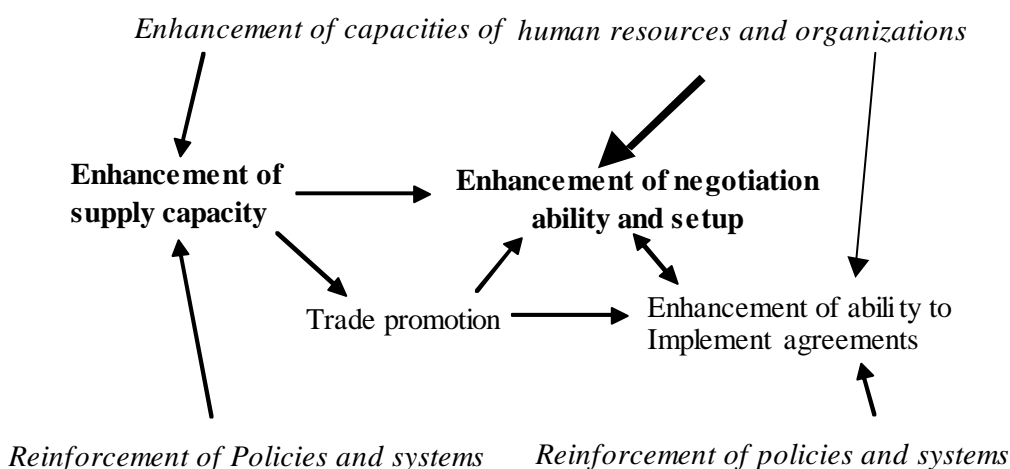 Enhancement of capacities of human resources and organizations
Enhancement of
supply capacity
Enhancement of negotiation
ability and setup
Trade promotion
Enhancement of ability to
Implement agreements
Reinforcement of Policies and systems
Reinforcement of policies and systems